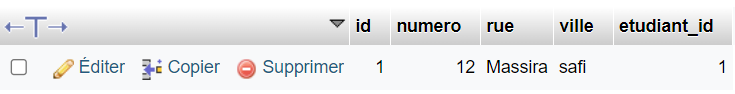 id numero rue ville etudiant_id
Éditer Copier Supprimer 1 12 Massira safi 1